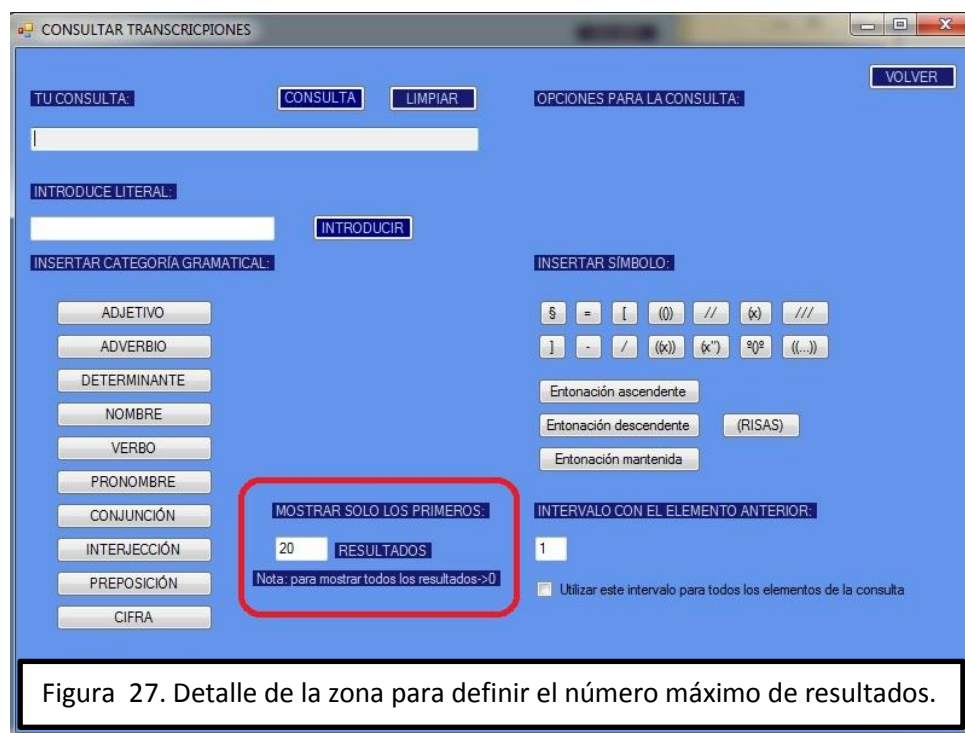 CONSULTAR TRANSCRICPIONES
VOLVER
TU CONSULTA:
CONSULTA
LIMPIAR
OPCIONES PARA LA CONSULTA:
INTRODUCE LITERAL:
INTRODUCIR
INSERTAR CATEGORÍA GRAMATICAL:
INSERTAR SÍMBOLO:
ADJETIVO
ADVERBIO
DETERMINANTE
NOMBRE
VERBO
PRONOMBRE
CONJUNCIÓN
INTERJECCIÓN
PREPOSICIÓN
CIFRA
§ = [ (()) // (x) ///
] - / ((x)) (x") º()º ((...))
Entonación ascendente
Entonación descendente
(RISAS)
Entonación mantenida
MOSTRAR SOLO LOS PRIMEROS:
20 RESULTADOS
Nota: para mostrar todos los resultados->0
INTERVALO CON EL ELEMENTO ANTERIOR:
1
Utilizar este intervalo para todos los elementos de la consulta
Figura 27. Detalle de la zona para definir el número máximo de resultados.